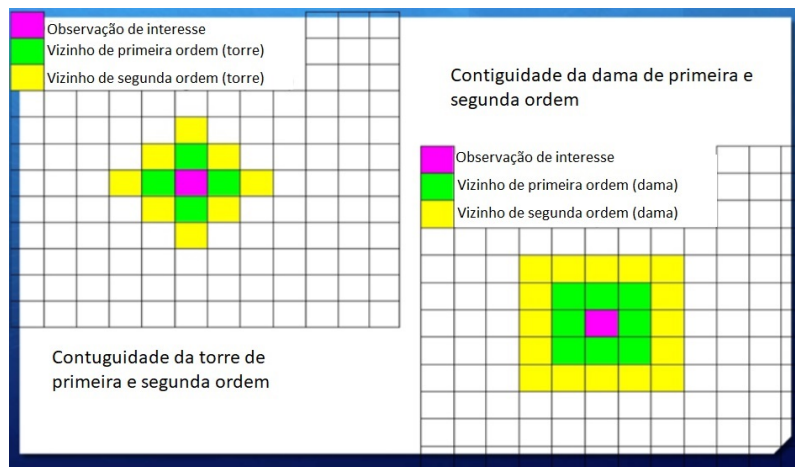 Observação de interesse
Vizinho de primeira ordem (torre)
Vizinho de segunda ordem (torre)
Contuguidade da torre de
primeira e segunda ordem
Contiguidade da dama de primeira e
segunda ordem
Observação de interesse
Vizinho de primeira ordem (dama)
Vizinho de segunda ordem (dama)